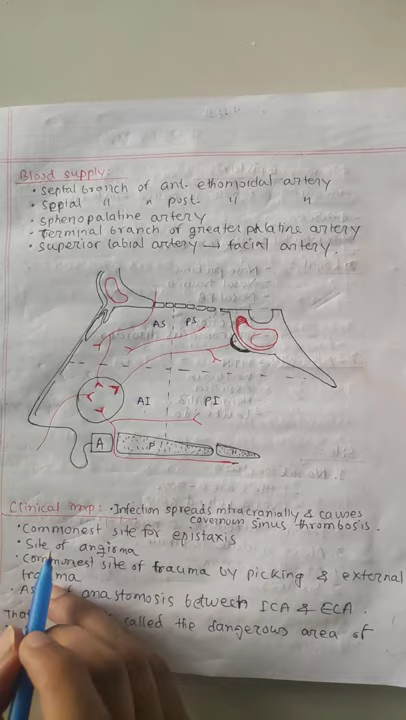 Blood supply:
• septal branch of ant. ethomoidal artery
• septal " " post. " "
• sphenopalatine artery
• terminal branch of greater palatine artery
• superior labial artery → facial artery.
AS PS
AI PI
A P H
Clinical imp: • Infection spreads intracranially & causes
cavernous sinus thrombosis.
• Commonest site for epistaxis
• Site of angioma
• Commonest site of trauma by picking & external
trauma
• As anastomosis between ICA & ECA.
That called the dangerous area of